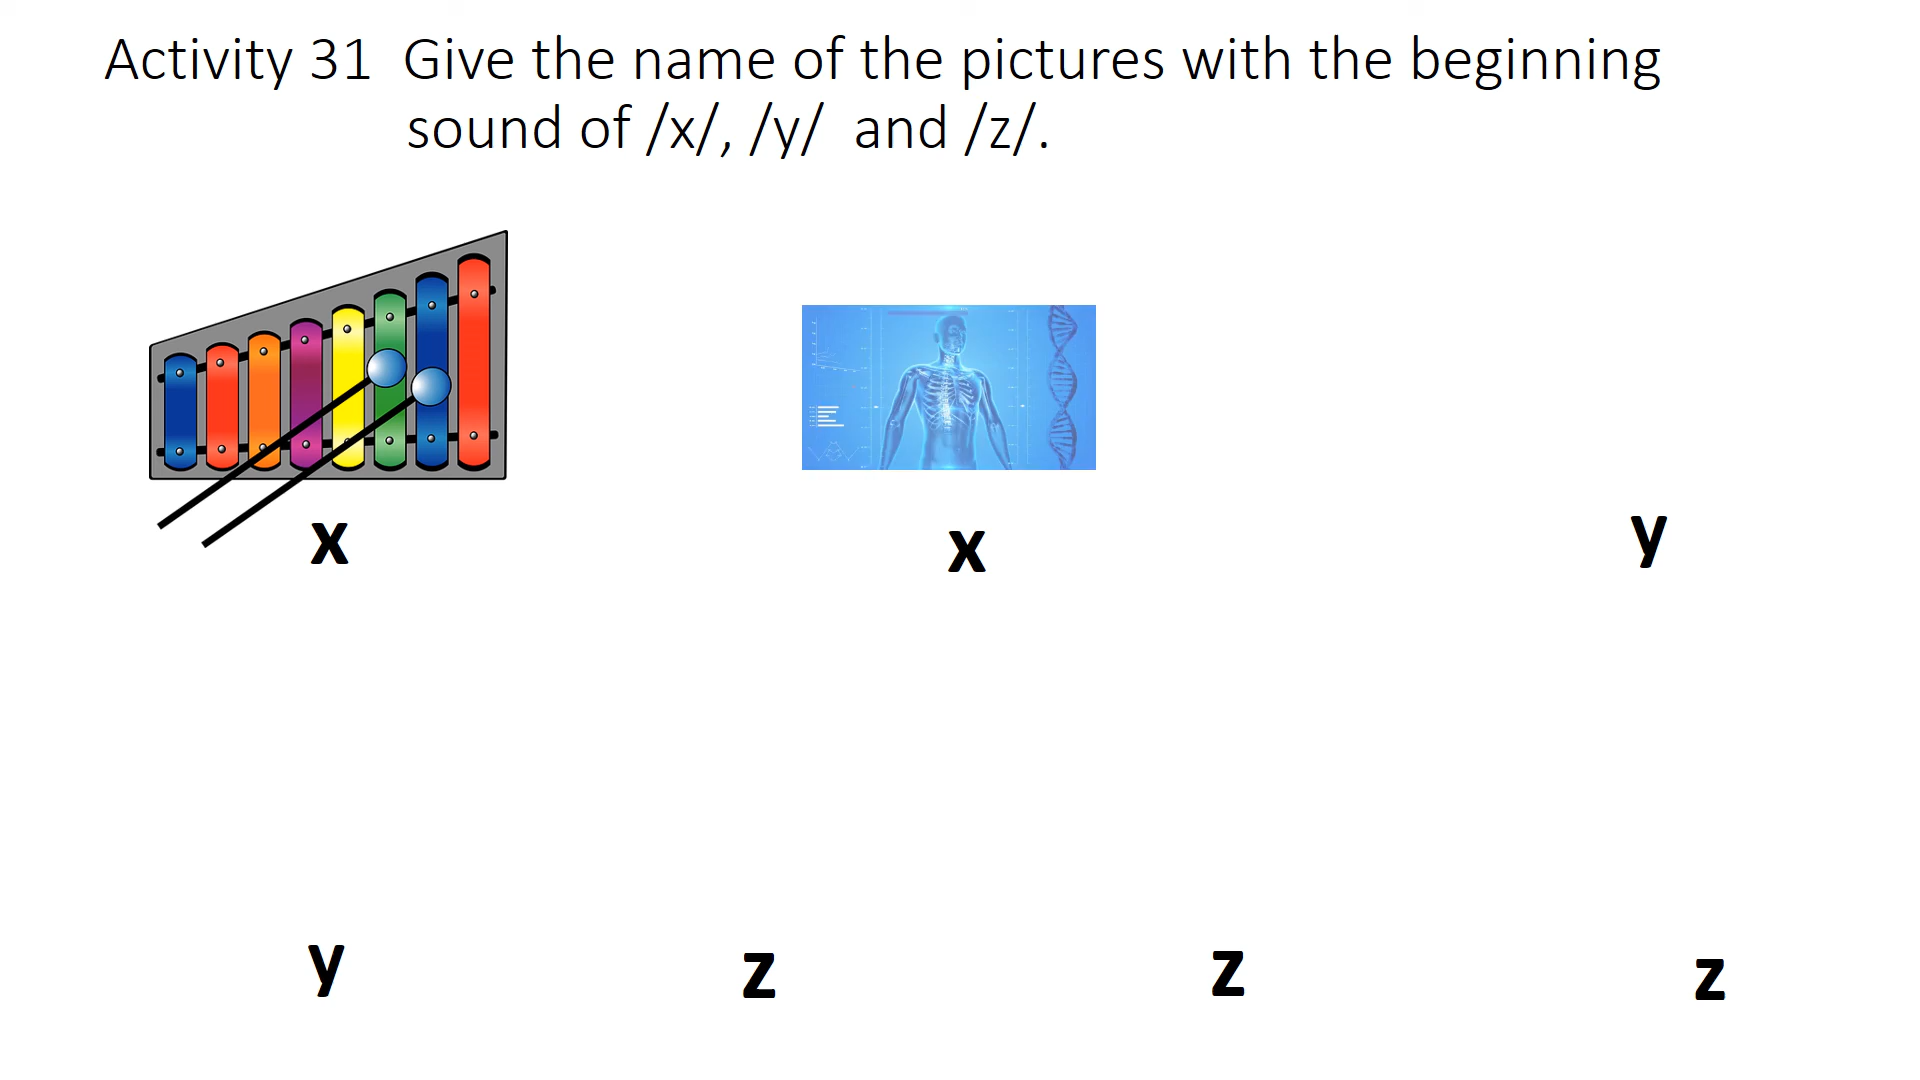 Activity 31 Give the name of the pictures with the beginning
sound of /x/, /y/ and /z/.
x
x
y
y
z
z
z